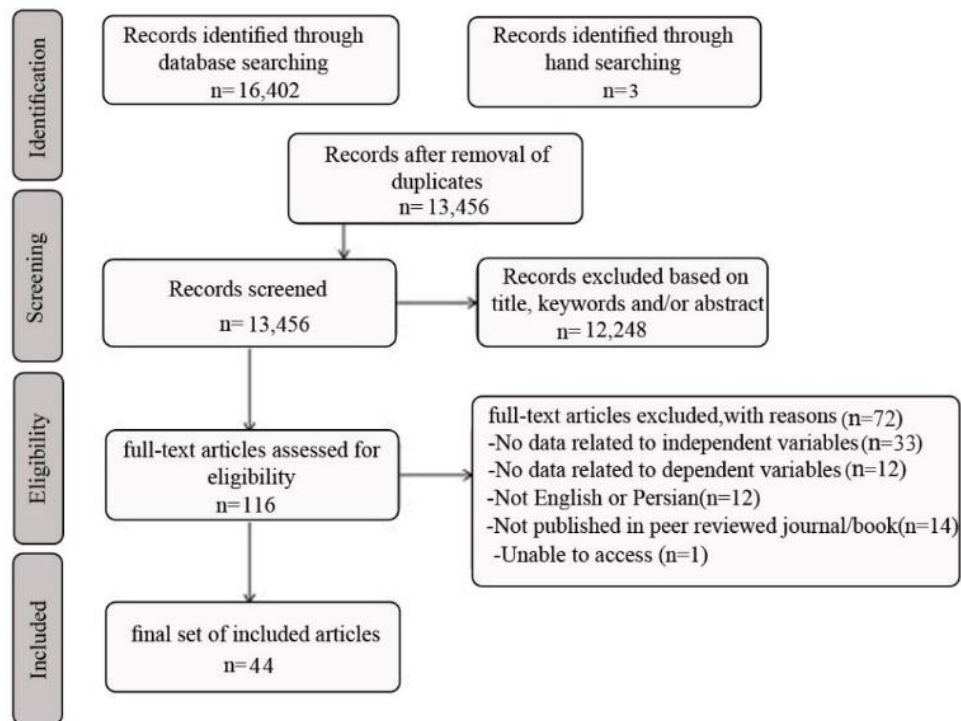 Identification
Records identified through
database searching
n=16,402
Records identified through
hand searching
n=3
Records after removal of
duplicates
n=13,456
Screening
Records screened
n=13,456
Records excluded based on
title, keywords and/or abstract
n=12,248
Eligibility
full-text articles assessed for
eligibility
n=116
full-text articles excluded,with reasons (n=72)
-No data related to independent variables(n=33)
-No data related to dependent variables (n=12)
-Not English or Persian(n=12)
-Not published in peer reviewed journal/book(n=14)
-Unable to access (n=1)
Included
final set of included articles
n=44